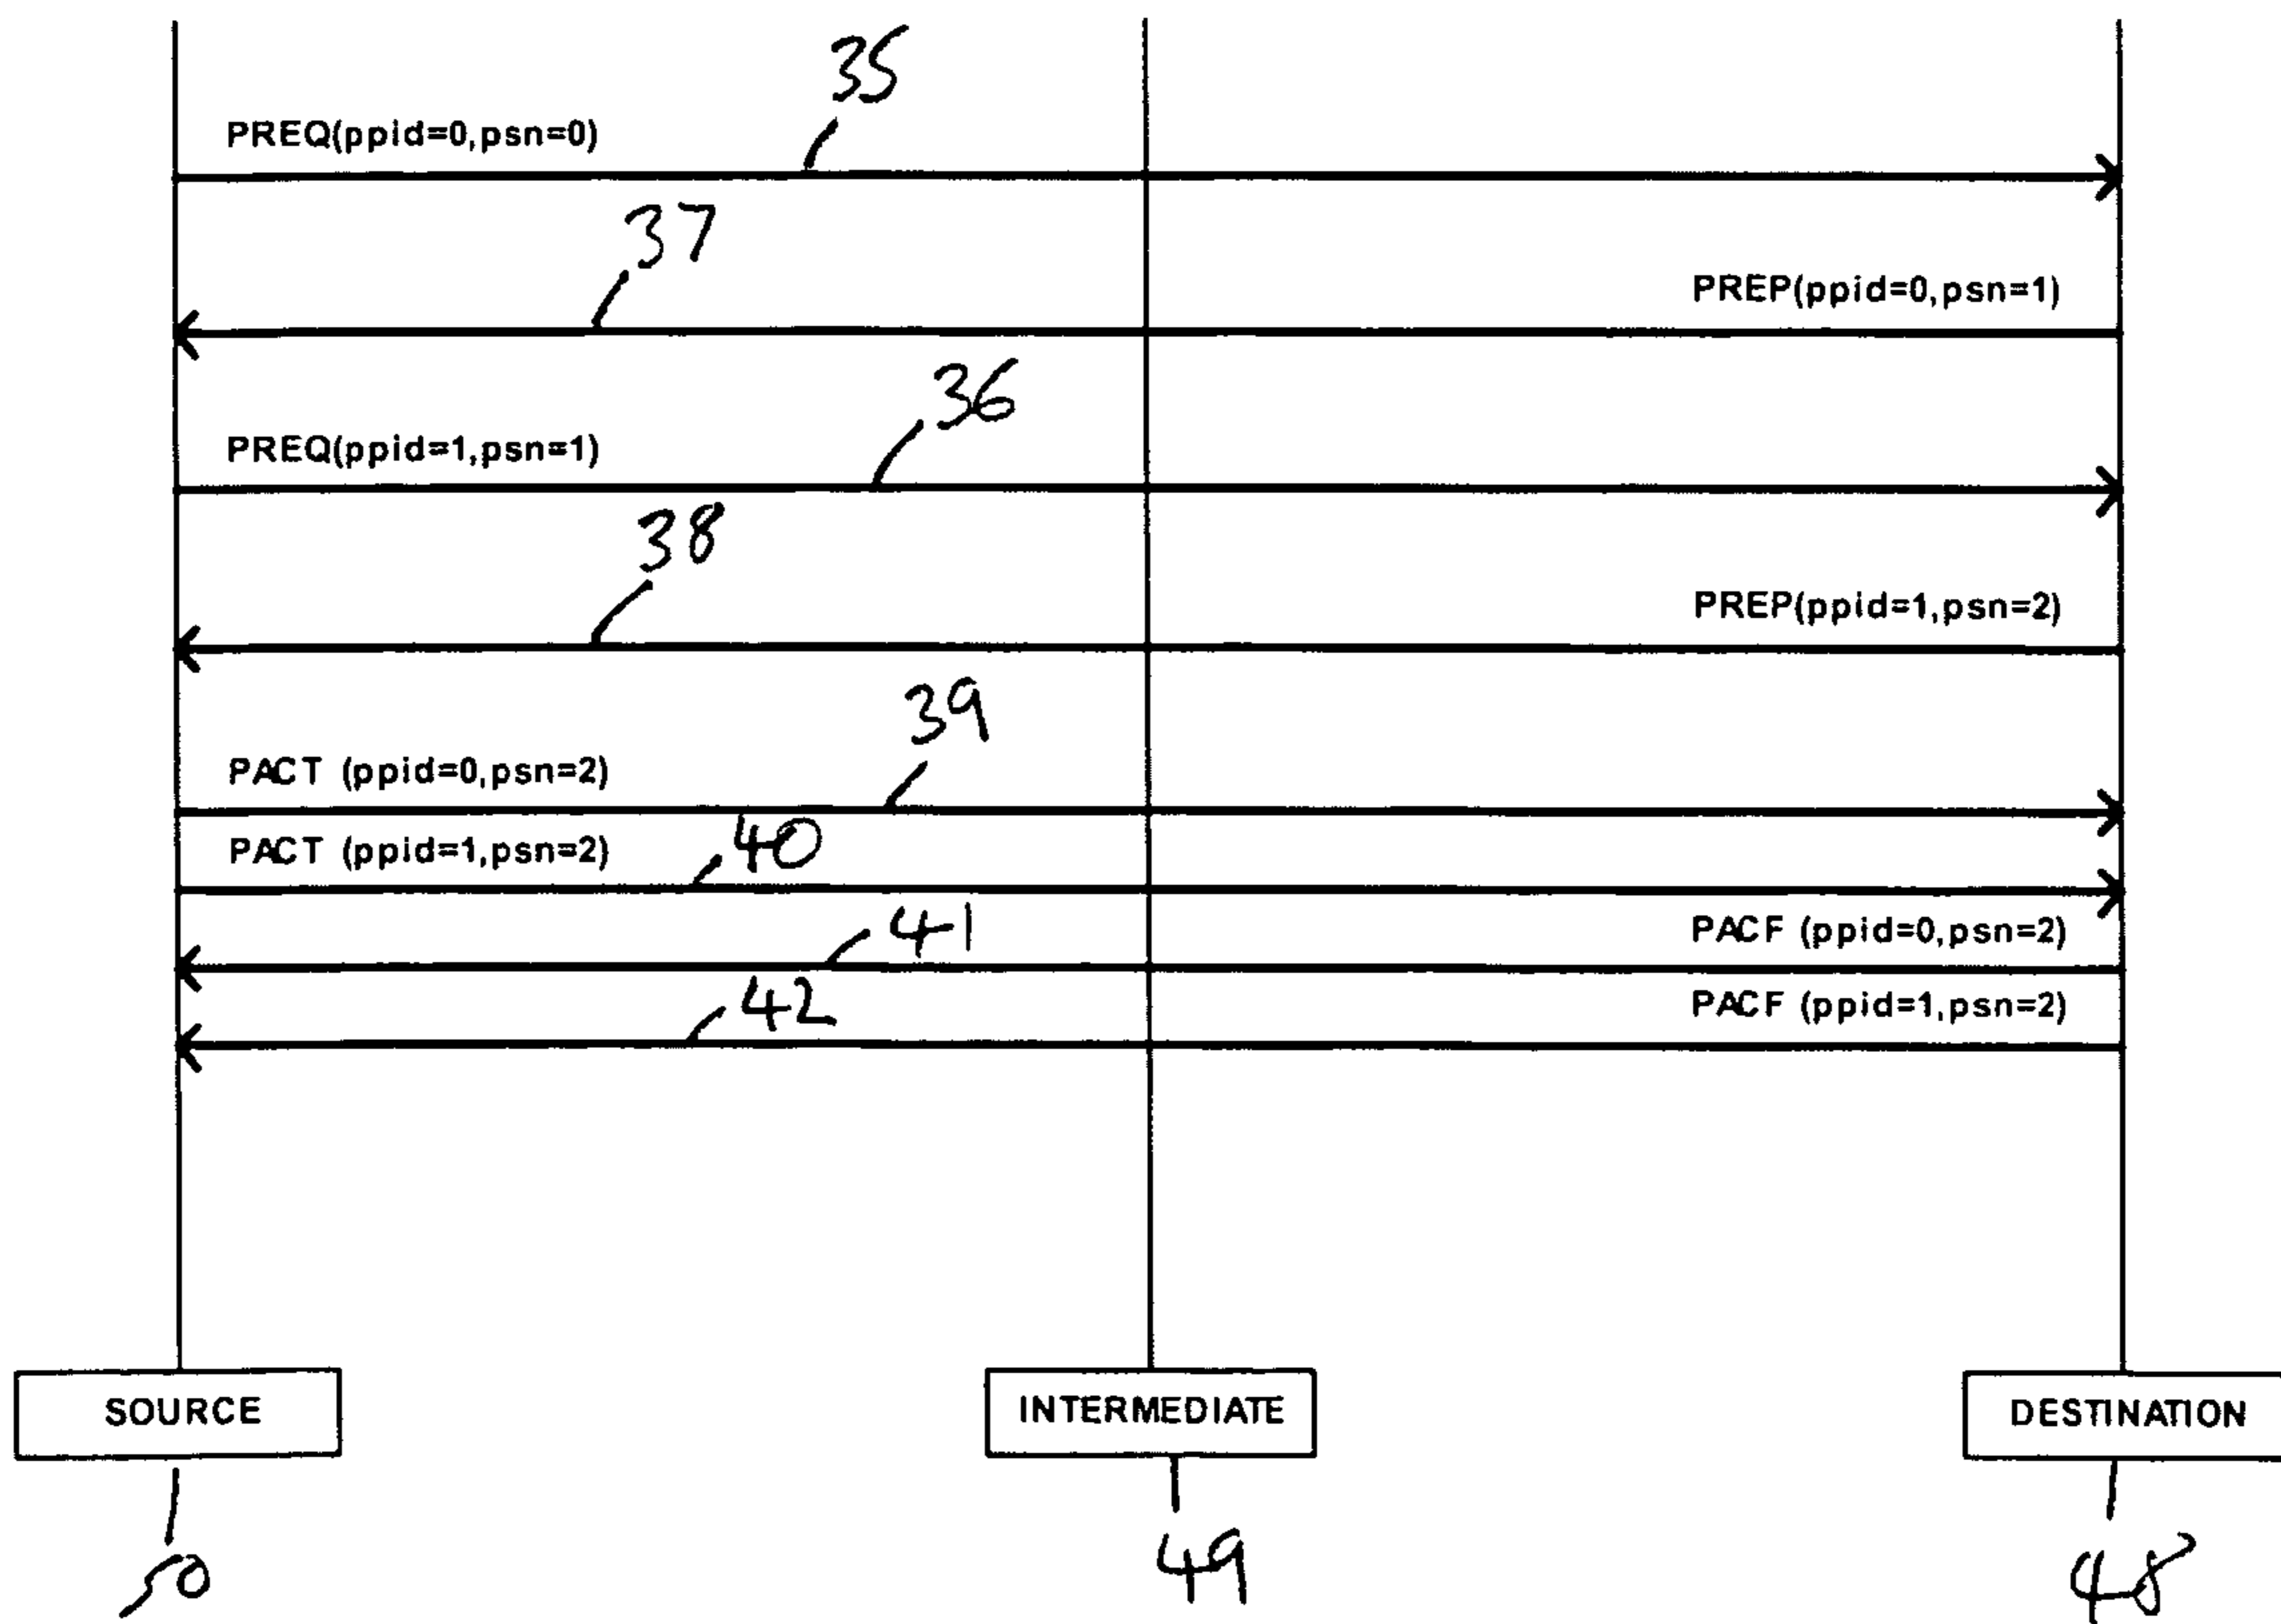 35
PREQ(ppid=0,psn=0)
37
PREP(ppid=0,psn=1)
36
PREQ(ppid=1,psn=1)
38
PREP(ppid=1,psn=2)
39
PACT (ppid=0,psn=2)
40
PACT (ppid=1,psn=2)
41
PACF (ppid=0,psn=2)
42
PACF (ppid=1,psn=2)
SOURCE
INTERMEDIATE
DESTINATION
50
49
48